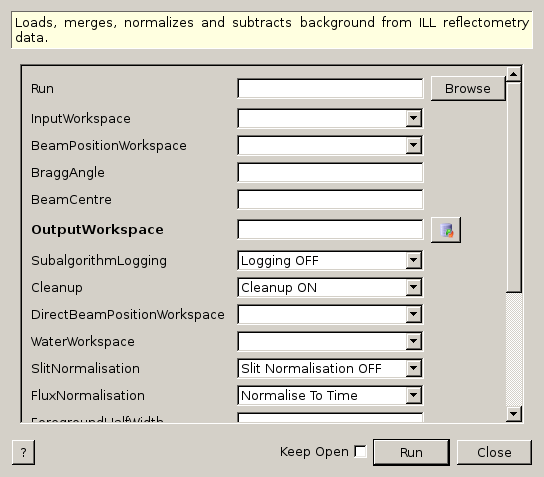 Loads, merges, normalizes and subtracts background from ILL reflectometry
data.
Run
Browse
InputWorkspace
BeamPositionWorkspace
BraggAngle
BeamCentre
OutputWorkspace
SubalgorithmLogging Logging OFF
Cleanup Cleanup ON
DirectBeamPositionWorkspace
WaterWorkspace
SlitNormalisation Slit Normalisation OFF
FluxNormalisation Normalise To Time
ForegroundHalfWidth
? Keep Open Run Close